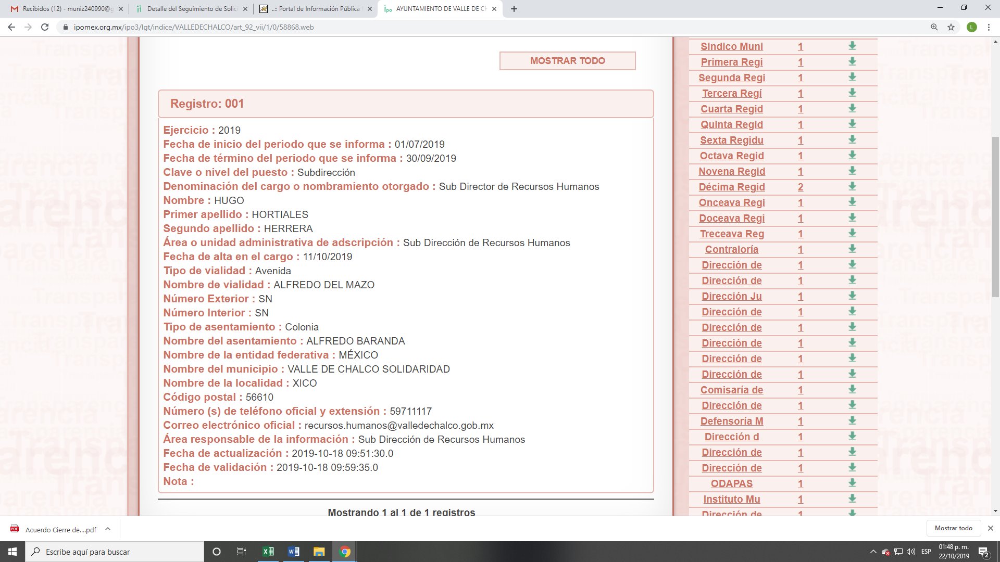 Recibidos (12) - muniz240990@g
Detalle del Seguimiento de Solici
..:: Portal de Información Pública
ipo AYUNTAMIENTO DE VALLE DE CH
ipomex.org.mx/ipo3/lgt/indice/VALLEDECHALCO/art_92_vii/1/0/58868.web
L
MOSTRAR TODO
Registro: 001
Ejercicio : 2019
Fecha de inicio del periodo que se informa : 01/07/2019
Fecha de término del periodo que se informa : 30/09/2019
Clave o nivel del puesto : Subdirección
Denominación del cargo o nombramiento otorgado : Sub Director de Recursos Humanos
Nombre : HUGO
Primer apellido : HORTIALES
Segundo apellido : HERRERA
Área o unidad administrativa de adscripción : Sub Dirección de Recursos Humanos
Fecha de alta en el cargo : 11/10/2019
Tipo de vialidad : Avenida
Nombre de vialidad : ALFREDO DEL MAZO
Número Exterior : SN
Número Interior : SN
Tipo de asentamiento : Colonia
Nombre del asentamiento : ALFREDO BARANDA
Nombre de la entidad federativa : MÉXICO
Nombre del municipio : VALLE DE CHALCO SOLIDARIDAD
Nombre de la localidad : XICO
Código postal : 56610
Número (s) de teléfono oficial y extensión : 59711117
Correo electrónico oficial : recursos.humanos@valledechalco.gob.mx
Área responsable de la información : Sub Dirección de Recursos Humanos
Fecha de actualización : 2019-10-18 09:51:30.0
Fecha de validación : 2019-10-18 09:59:35.0
Nota :
Mostrando 1 al 1 de 1 registros
Sindico Muni 1
Primera Regi 1
Segunda Regi 1
Tercera Regí 1
Cuarta Regid 1
Quinta Regid 1
Sexta Regidu 1
Octava Regid 1
Novena Regid 1
Décima Regid 2
Onceava Regi 1
Doceava Regi 1
Treceava Reg 1
Contraloría 1
Dirección de 1
Dirección de 1
Dirección Ju 1
Dirección de 1
Dirección de 1
Dirección de 1
Dirección de 1
Dirección de 1
Comisaría de 1
Dirección de 1
Defensoría M 1
Dirección d 1
Dirección de 1
Dirección de 1
ODAPAS 1
Instituto Mu 1
Dirección de 1
Acuerdo Cierre de....pdf
Mostrar todo
Escribe aquí para buscar
ESP
01:48 p. m.
22/10/2019
2